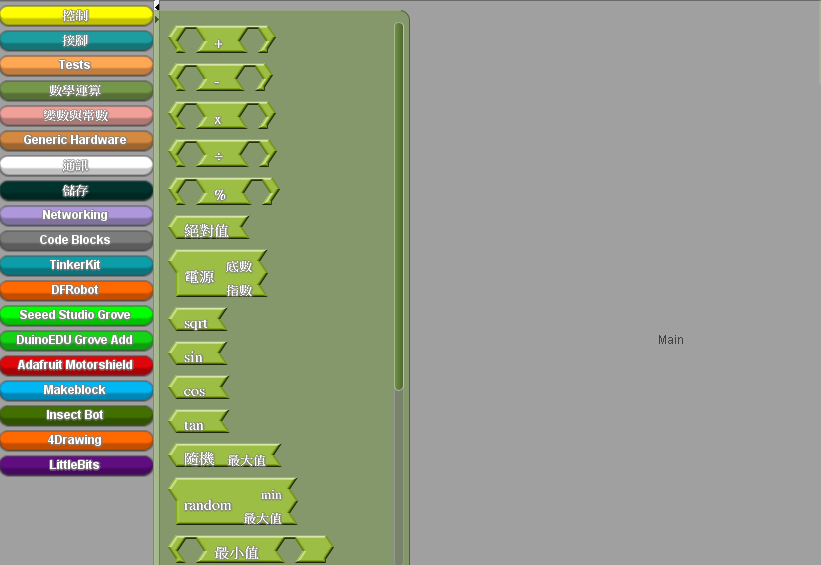 控制
接腳
Tests
數學運算
變數與常數
Generic Hardware
通訊
儲存
Networking
Code Blocks
TinkerKit
DFRobot
Seeed Studio Grove
DuinoEDU Grove Add
Adafruit Motorshield
Makeblock
Insect Bot
4Drawing
LittleBits
+
-
x
÷
%
絕對值
電源 底數
指數
sqrt
sin
cos
tan
隨機 最大值
random min
最大值
最小值
Main